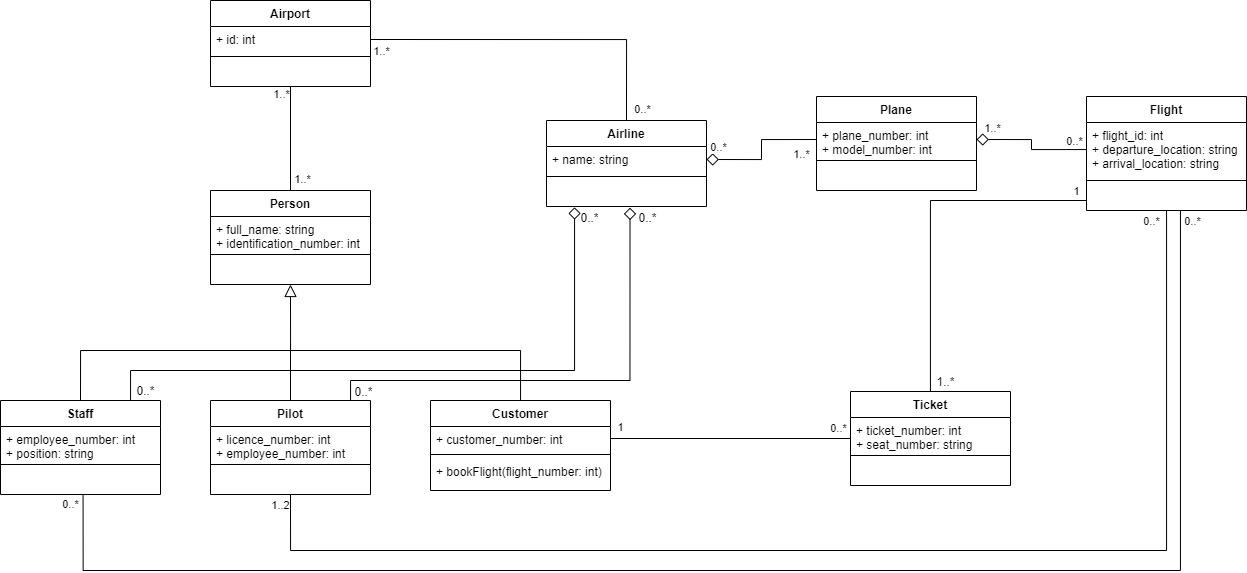 Airport
+ id: int
1..*
0..*
1..*
1..*
Airline
+ name: string
0..*
1..*
0..*
0..*
Plane
+ plane_number: int
+ model_number: int
1..*
0..*
Flight
+ flight_id: int
+ departure_location: string
+ arrival_location: string
1
0..*
0..*
Person
+ full_name: string
+ identification_number: int
0..*
0..*
1..*
Staff
+ employee_number: int
+ position: string
0..*
Pilot
+ licence_number: int
+ employee_number: int
1..2
Customer
+ customer_number: int
+ bookFlight(flight_number: int)
1
0..*
Ticket
+ ticket_number: int
+ seat_number: string